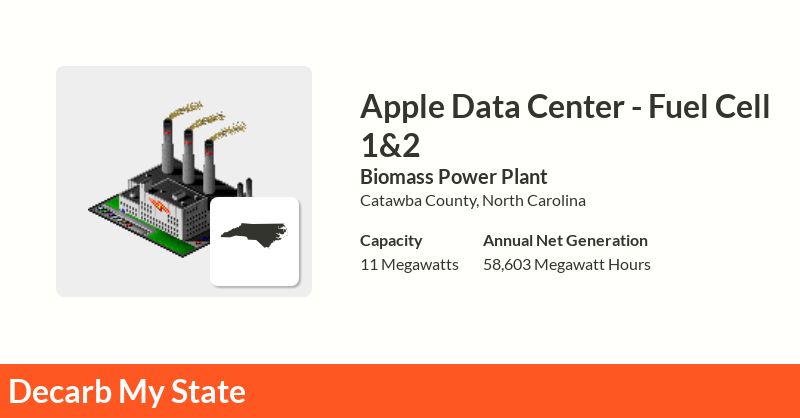 Apple Data Center - Fuel Cell
1&2
Biomass Power Plant
Catawba County, North Carolina
Capacity
Annual Net Generation
11 Megawatts
58,603 Megawatt Hours
Decarb My State